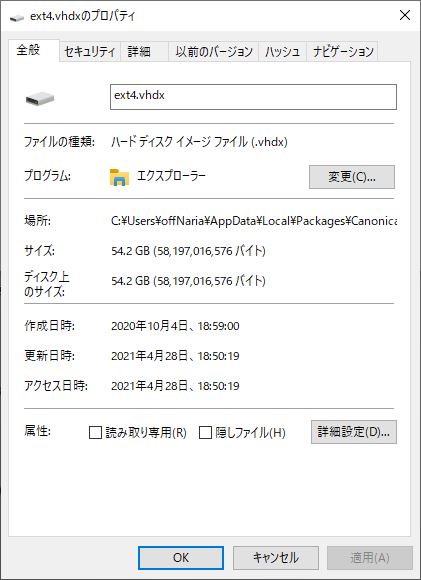 ext4.vhdxのプロパティ
全般 セキュリティ 詳細 以前のバージョン ハッシュ ナビゲーション
ext4.vhdx
ファイルの種類: ハード ディスク イメージ ファイル (.vhdx)
プログラム: エクスプローラー 変更(C)...
場所: C:¥Users¥offNaria¥AppData¥Local¥Packages¥Canonica
サイズ: 54.2 GB (58,197,016,576 バイト)
ディスク上
のサイズ: 54.2 GB (58,197,016,576 バイト)
作成日時: 2020年10月4日、18:59:00
更新日時: 2021年4月28日、18:50:19
アクセス日時: 2021年4月28日、18:50:19
属性: 読み取り専用(R) 隠しファイル(H) 詳細設定(D)...
OK キャンセル 適用(A)